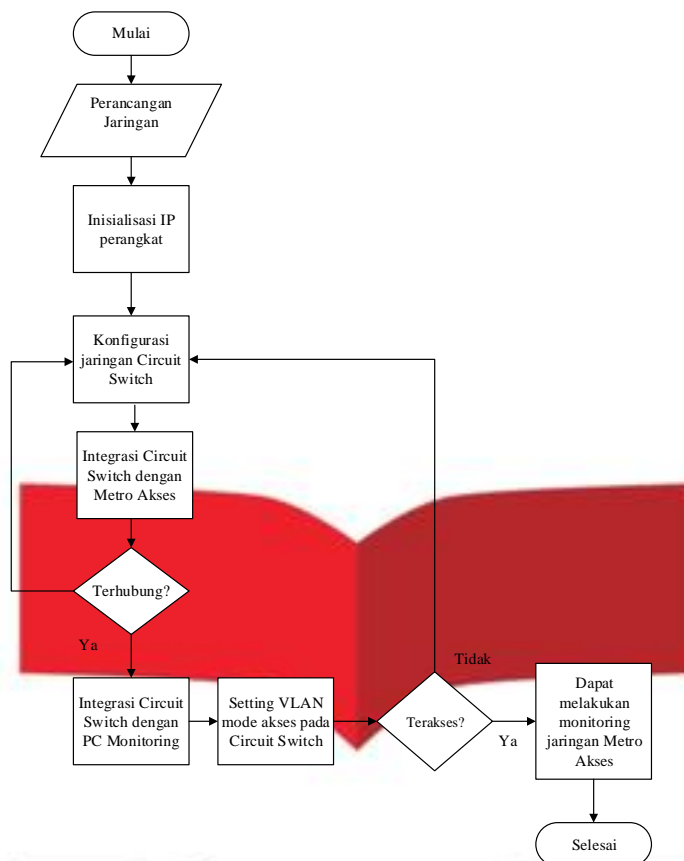 Mulai
Perancangan
Jaringan
Inisialisasi IP
perangkat
Konfigurasi
jaringan Circuit
Switch
Integrasi Circuit
Switch dengan
Metro Akses
Terhubung?
Ya
Integrasi Circuit
Switch dengan
PC Monitoring
Setting VLAN
mode akses pada
Circuit Switch
Terakses?
Tidak
Ya
Dapat
melakukan
monitoring
jaringan Metro
Akses
Selesai